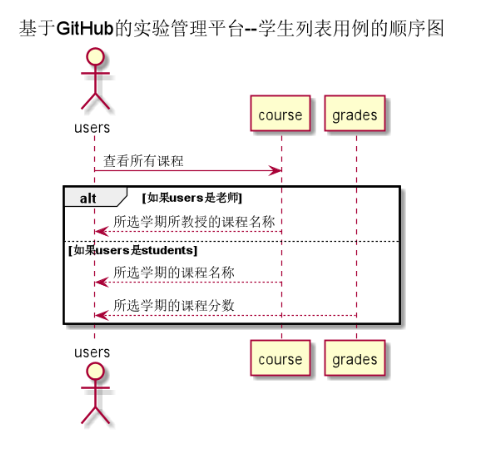 基于GitHub的实验管理平台--学生列表用例的顺序图
users
course
grades
查看所有课程
alt
[如果users是老师]
所选学期所教授的课程名称
[如果users是students]
所选学期的课程名称
所选学期的课程分数
users
course
grades